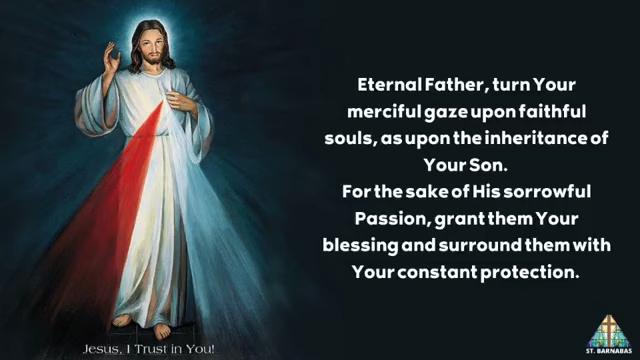 Eternal Father, turn Your
merciful gaze upon faithful
souls, as upon the inheritance of
Your Son.
For the sake of His sorrowful
Passion, grant them Your
blessing and surround them with
Your constant protection.
Jesus, I Trust in You!
ST. BARNABAS